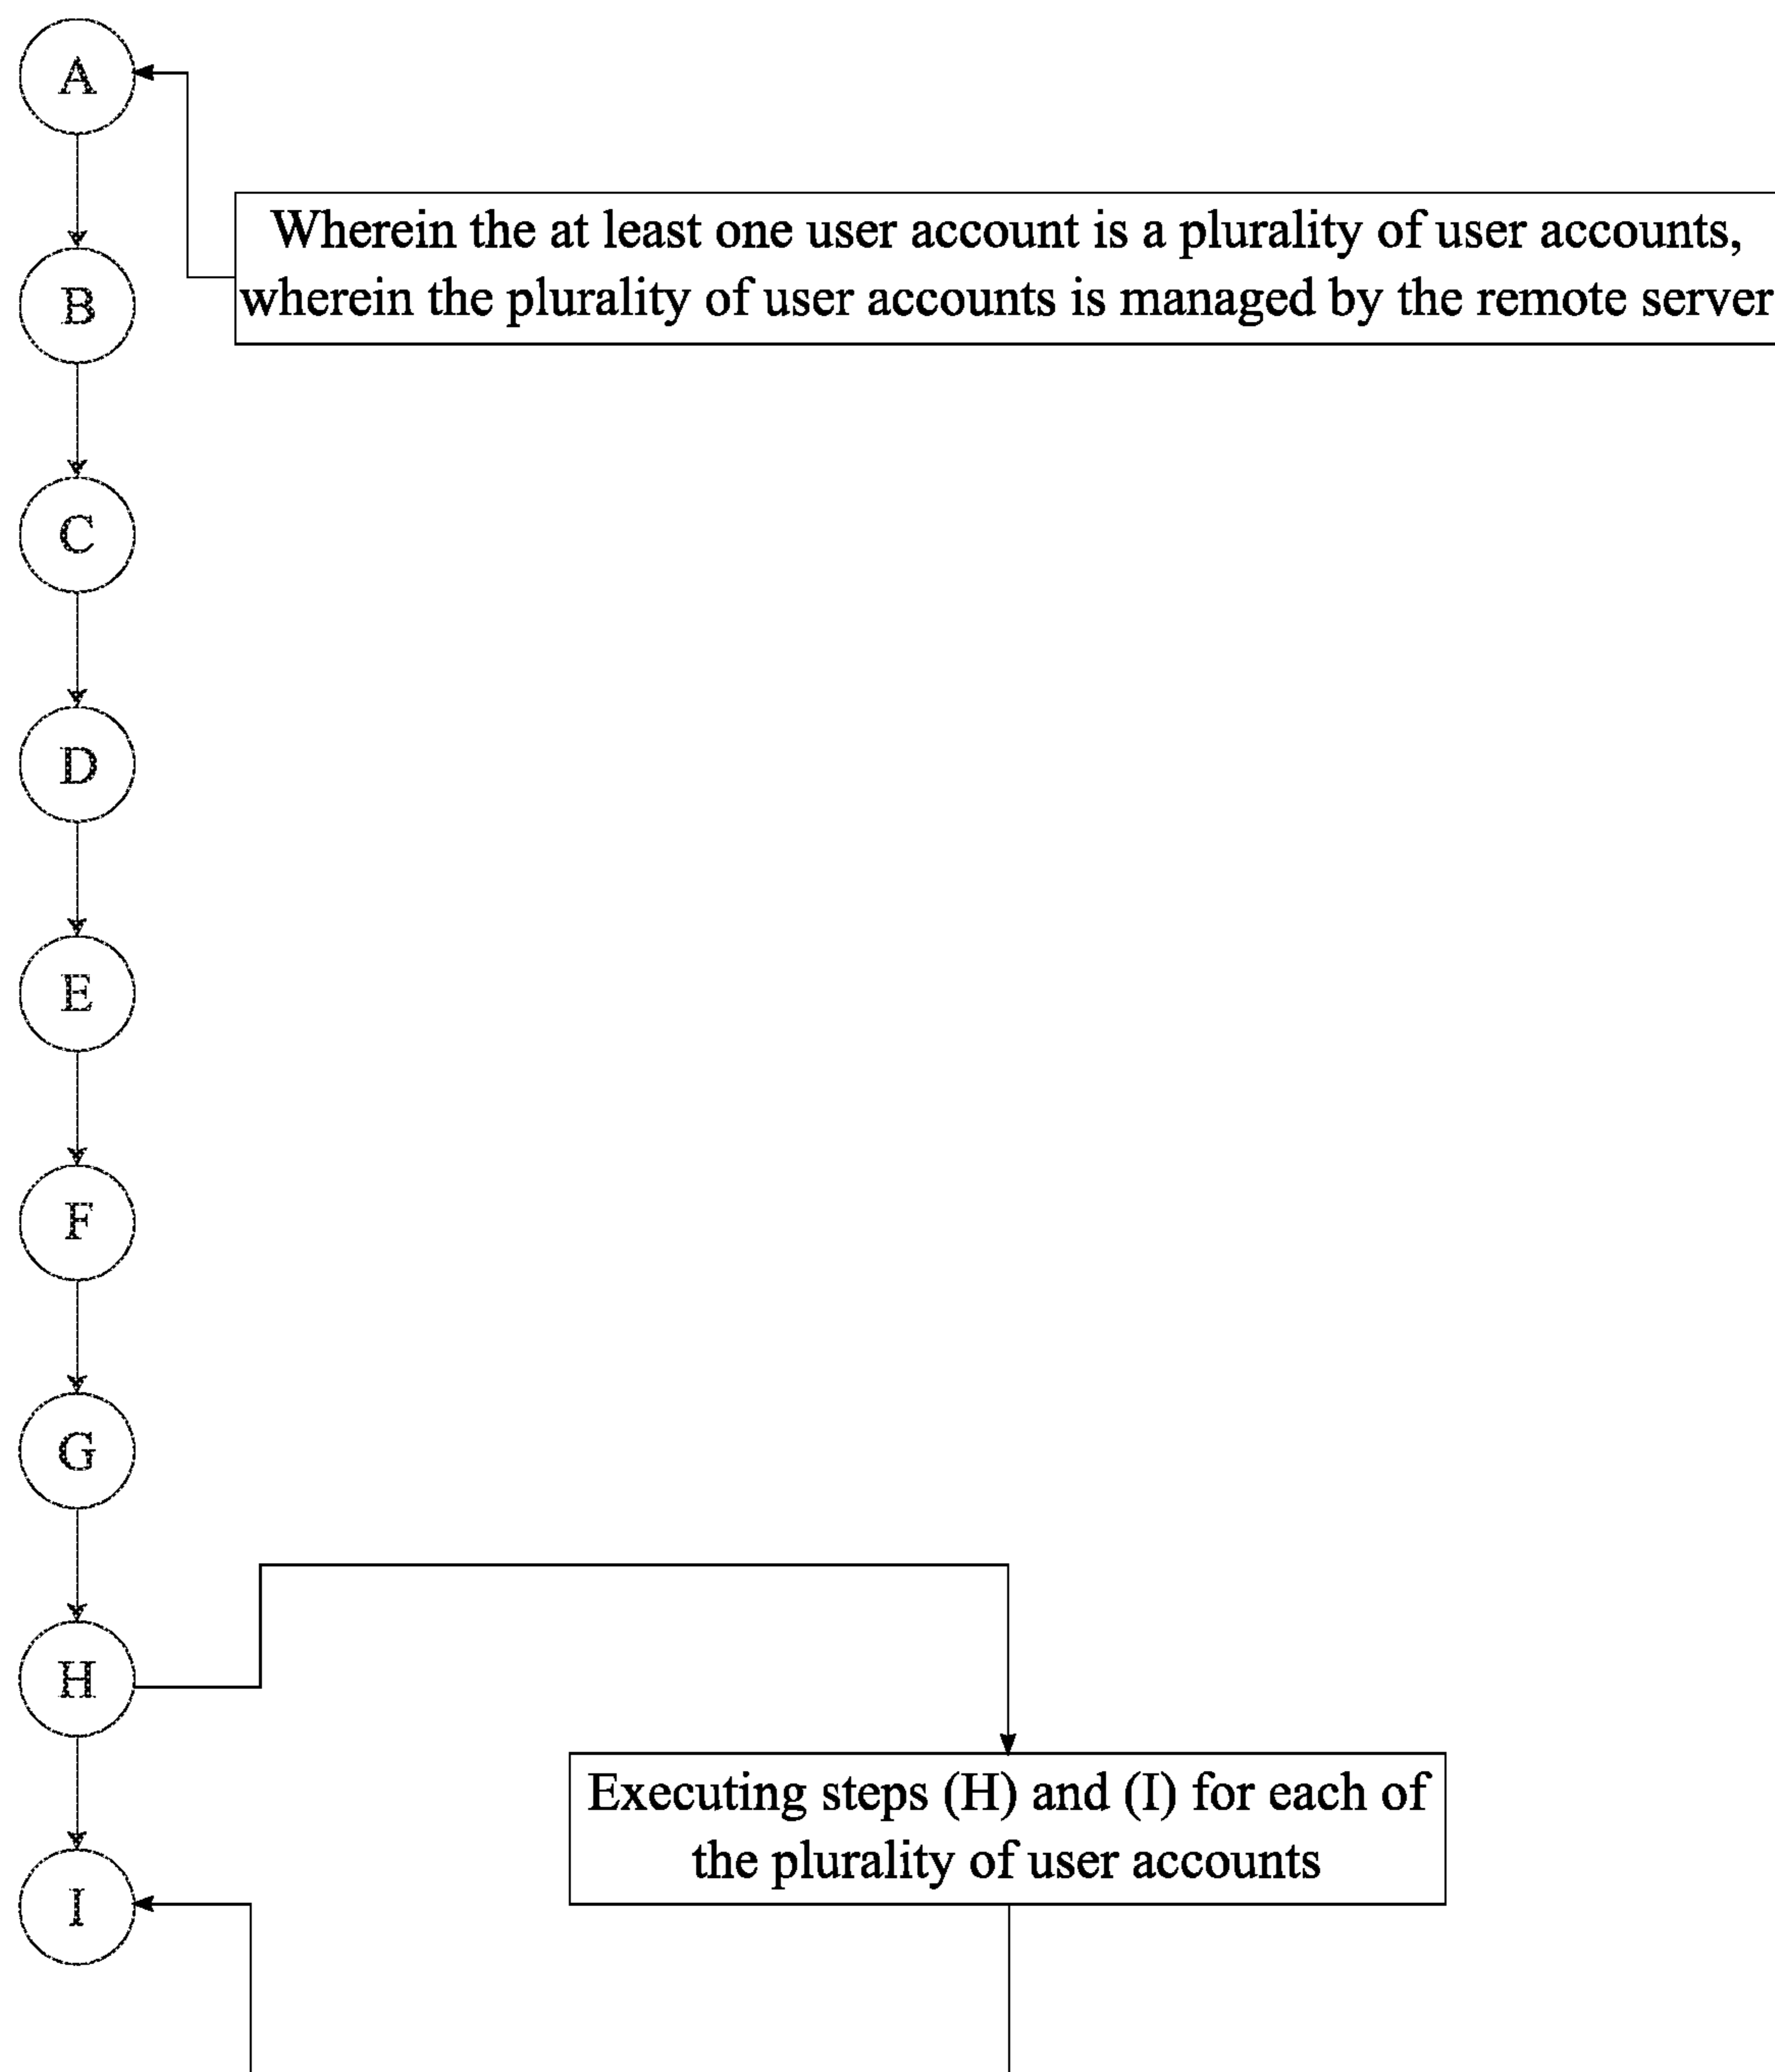 A
Wherein the at least one user account is a plurality of user accounts,
wherein the plurality of user accounts is managed by the remote server
B
C
D
E
F
G
H
Executing steps (H) and (I) for each of
the plurality of user accounts
I